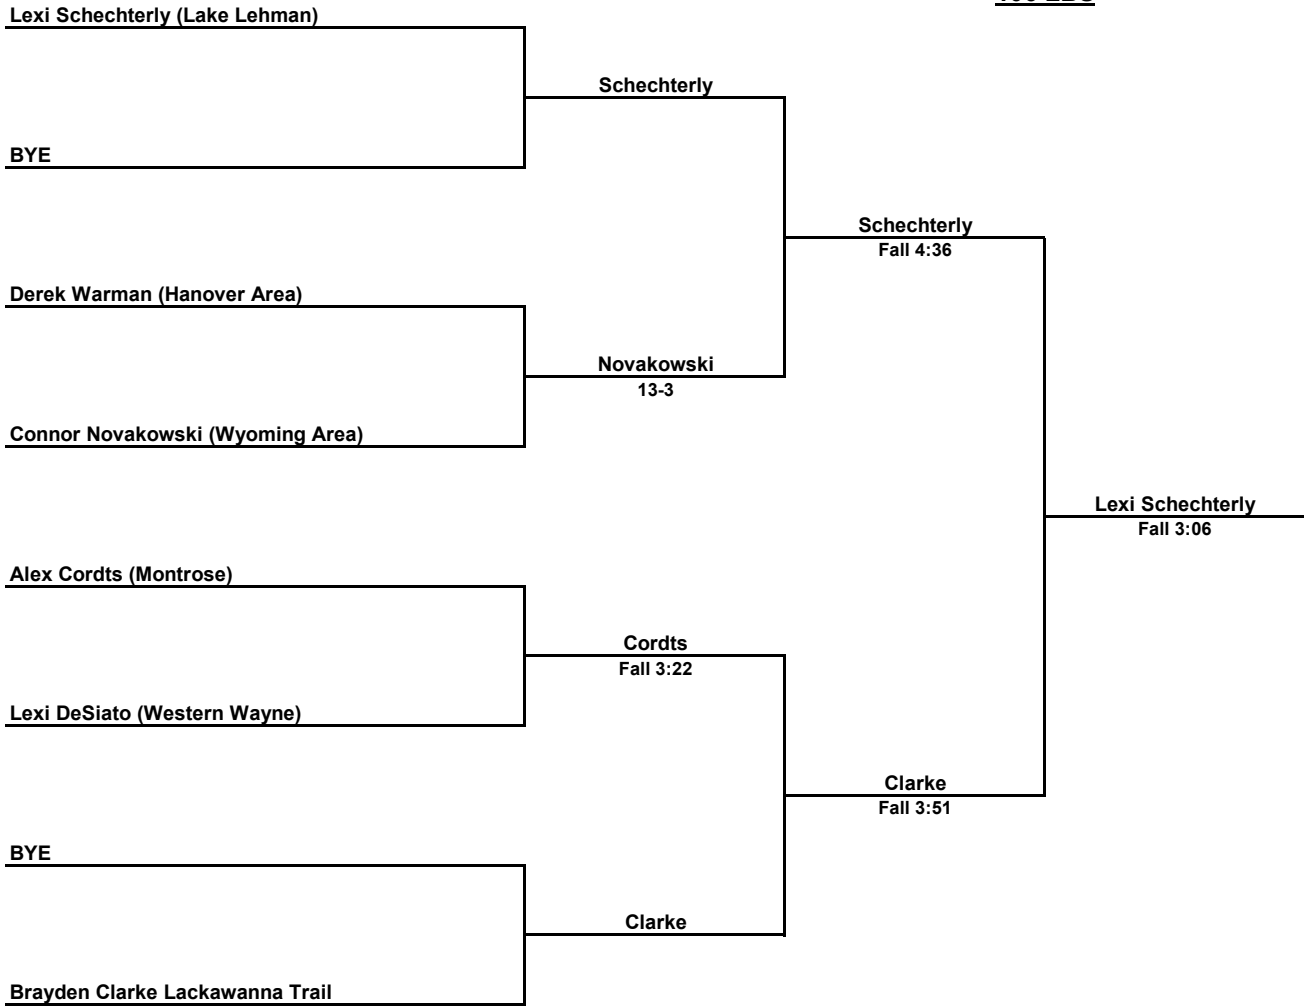 Lexi Schechterly (Lake Lehman)
Schechterly
BYE
Schechterly
Fall 4:36
Derek Warman (Hanover Area)
Novakowski
13-3
Connor Novakowski (Wyoming Area)
Lexi Schechterly
Fall 3:06
Alex Cordts (Montrose)
Cordts
Fall 3:22
Lexi DeSiato (Western Wayne)
Clarke
Fall 3:51
BYE
Clarke
Brayden Clarke Lackawanna Trail